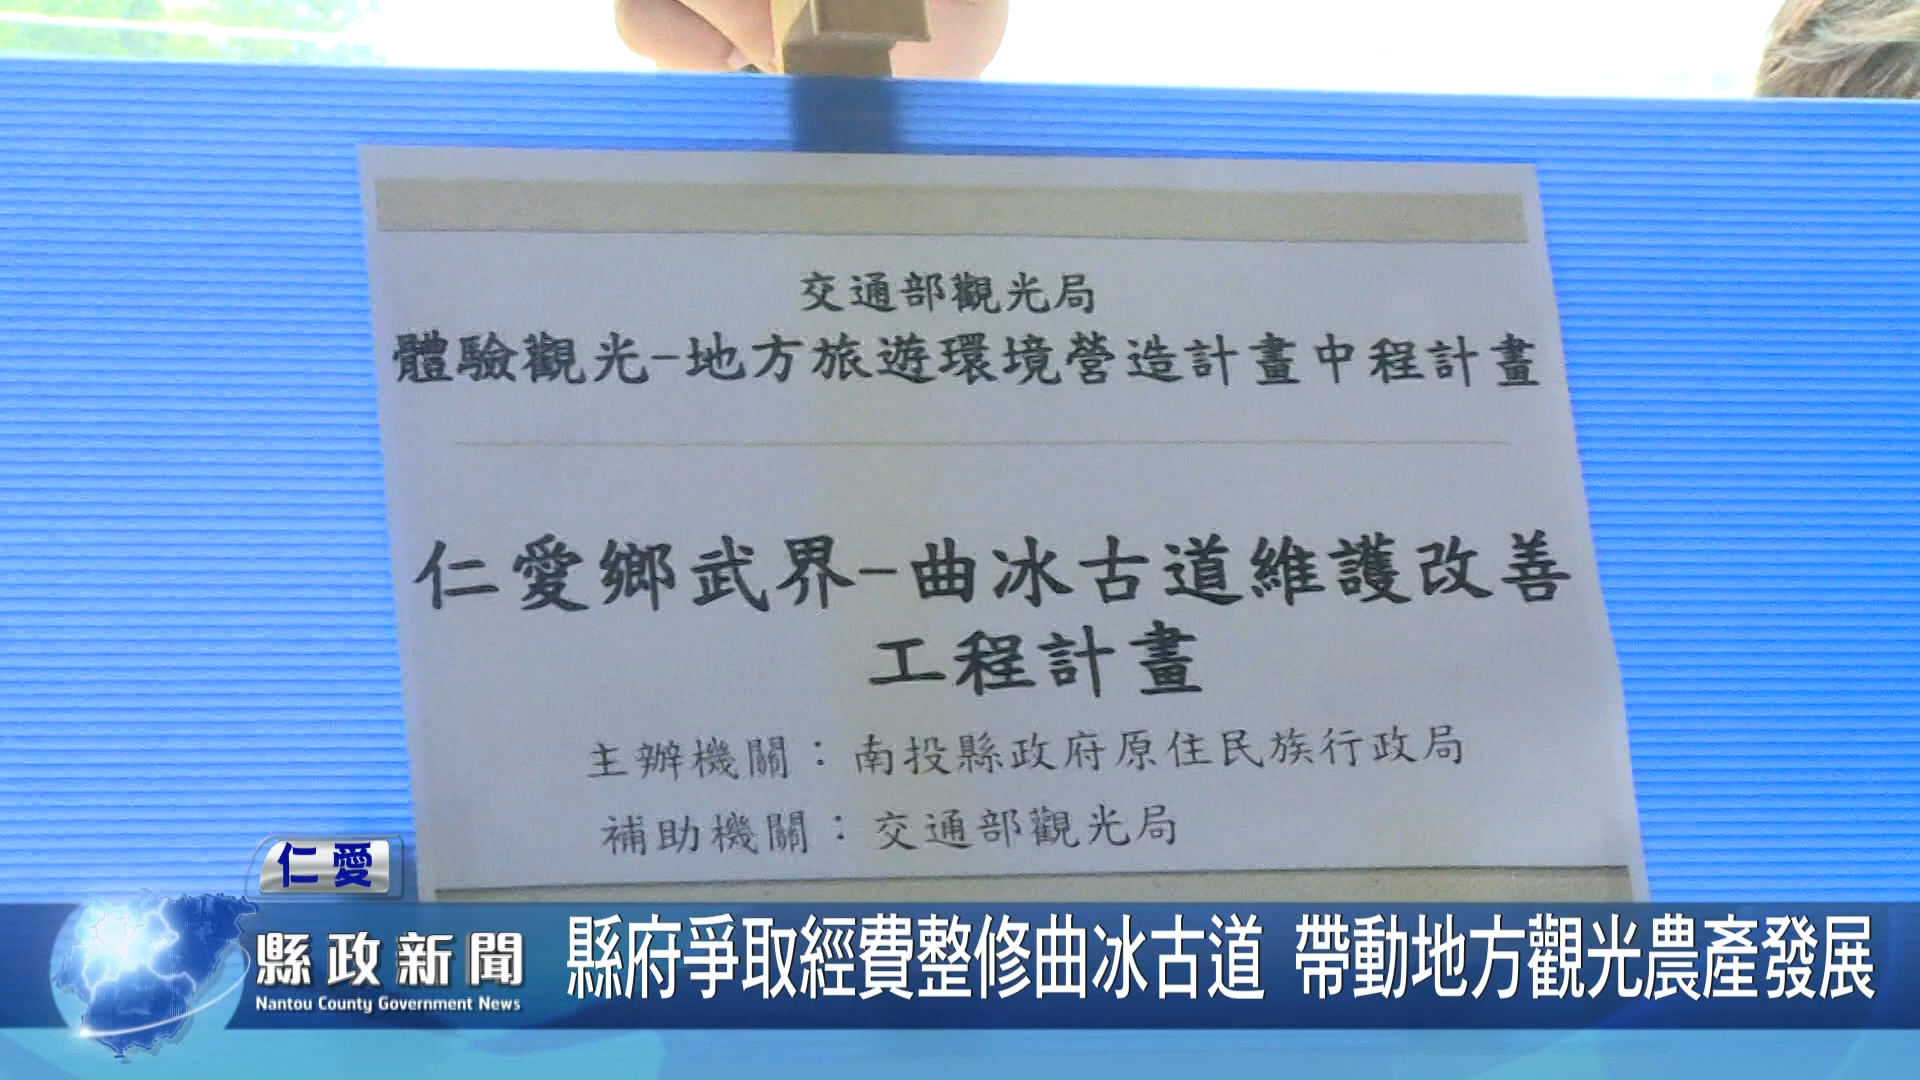 交通部觀光局
體驗觀光-地方旅遊環境營造計畫中程計畫
仁愛鄉武界-曲冰古道維護改善
工程計畫
主辦機關：南投縣政府原住民族行政局
補助機關：交通部觀光局
仁愛
縣政新聞
Nantou County Government News
縣府爭取經費整修曲冰古道 帶動地方觀光農產發展